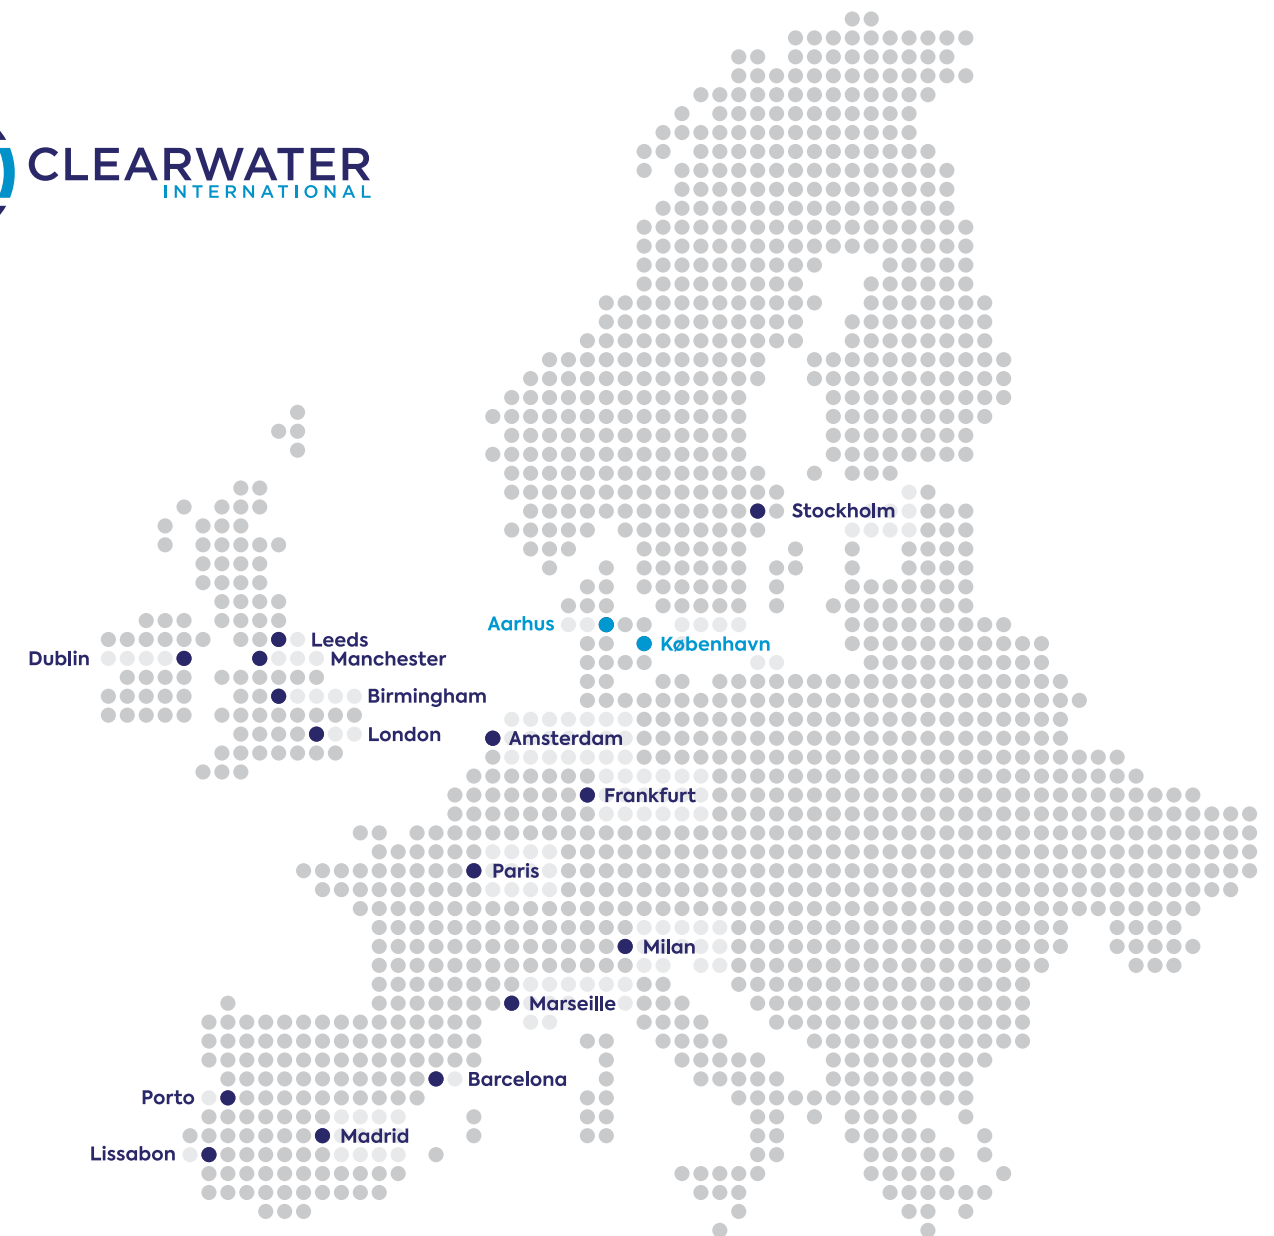 CLEARWATER
INTERNATIONAL
Stockholm
Aarhus
København
Leeds
Dublin
Manchester
Birmingham
London
Amsterdam
Frankfurt
Paris
Milan
Marseille
Barcelona
Porto
Madrid
Lissabon